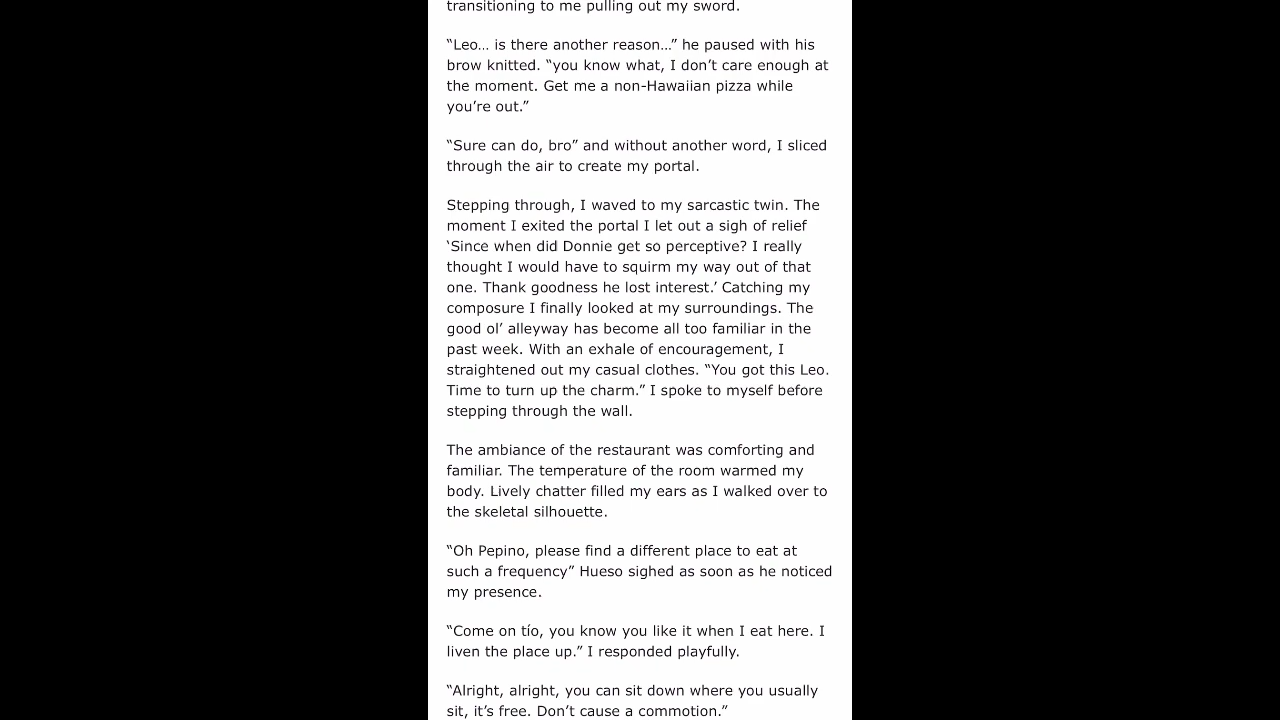 transitioning to me pulling out my sword.
“Leo… is there another reason…” he paused with his
brow knitted. “you know what, I don’t care enough at
the moment. Get me a non-Hawaiian pizza while
you’re out.”
“Sure can do, bro” and without another word, I sliced
through the air to create my portal.
Stepping through, I waved to my sarcastic twin. The
moment I exited the portal I let out a sigh of relief
‘Since when did Donnie get so perceptive? I really
thought I would have to squirm my way out of that
one. Thank goodness he lost interest.’ Catching my
composure I finally looked at my surroundings. The
good ol’ alleyway has become all too familiar in the
past week. With an exhale of encouragement, I
straightened out my casual clothes. “You got this Leo.
Time to turn up the charm.” I spoke to myself before
stepping through the wall.
The ambiance of the restaurant was comforting and
familiar. The temperature of the room warmed my
body. Lively chatter filled my ears as I walked over to
the skeletal silhouette.
“Oh Pepino, please find a different place to eat at
such a frequency” Hueso sighed as soon as he noticed
my presence.
“Come on tío, you know you like it when I eat here. I
liven the place up.” I responded playfully.
“Alright, alright, you can sit down where you usually
sit, it’s free. Don’t cause a commotion.”